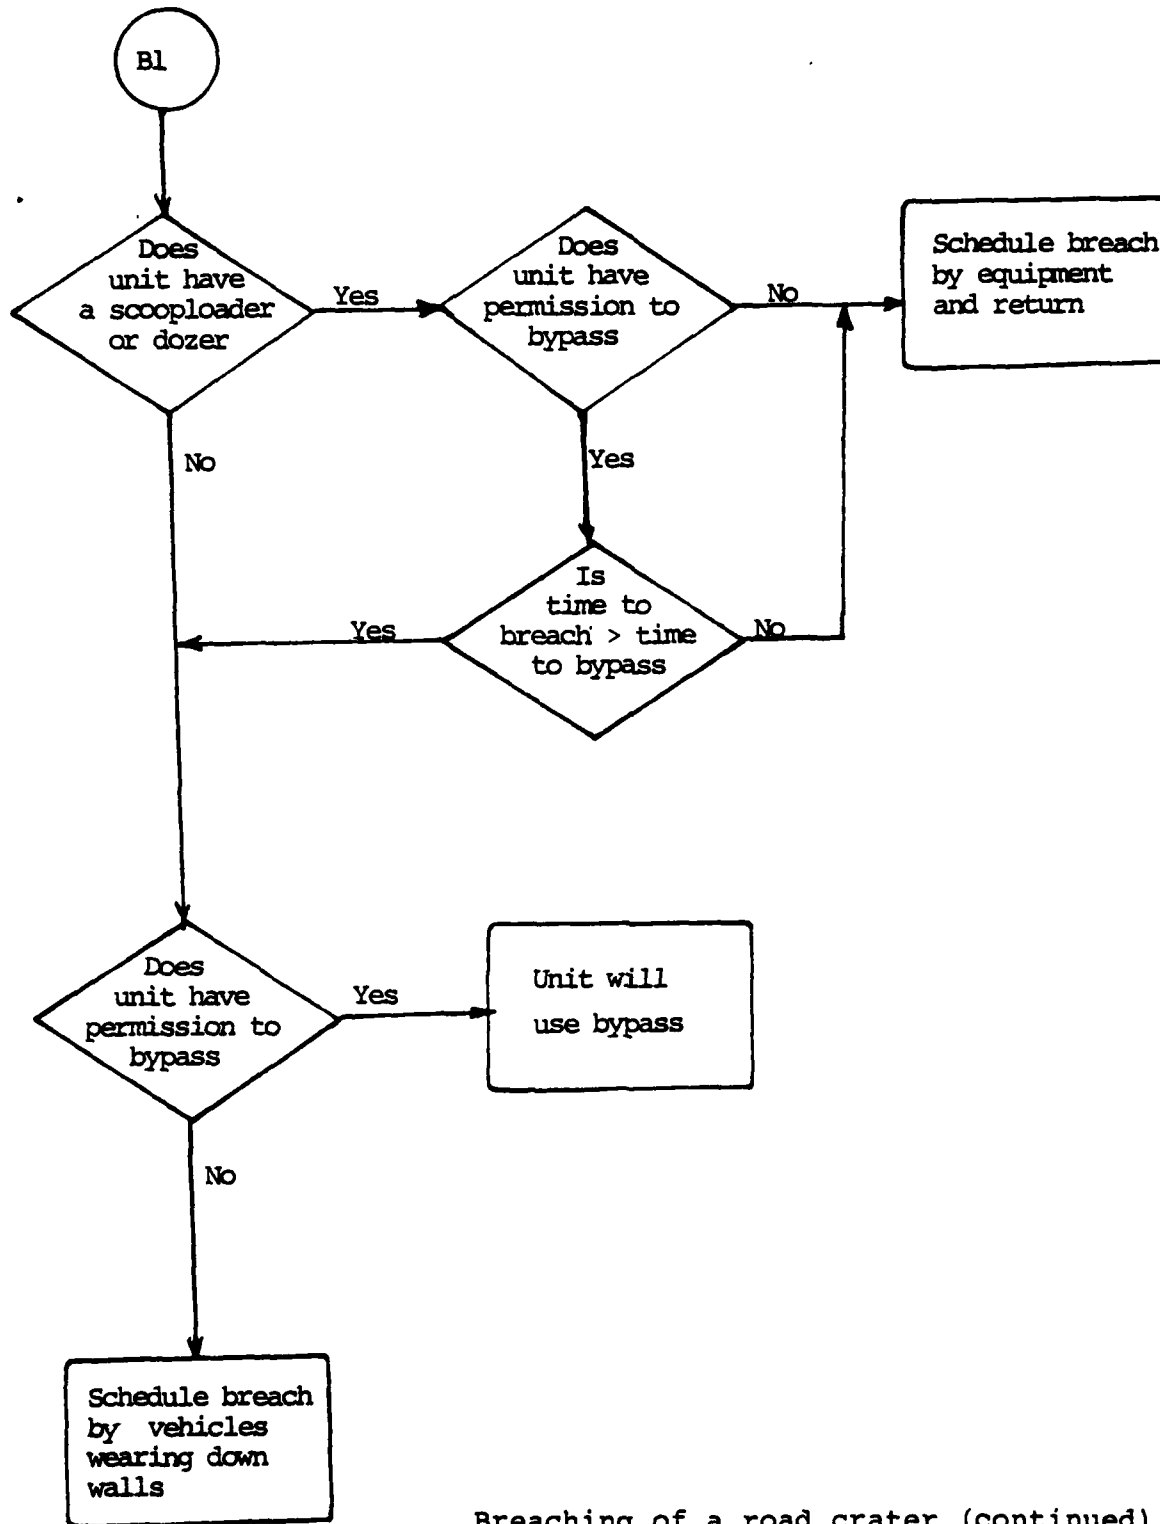 B1
Does
unit have
a scooploader
or dozer
Yes
Does
unit have
permission to
bypass
No
Schedule breach
by equipment
and return
No
Yes
Is
time to
breach > time
to bypass
Yes
No
Does
unit have
permission to
bypass
Yes
Unit will
use bypass
No
Schedule breach
by vehicles
wearing down
walls
Breaching of a road crater (continued)